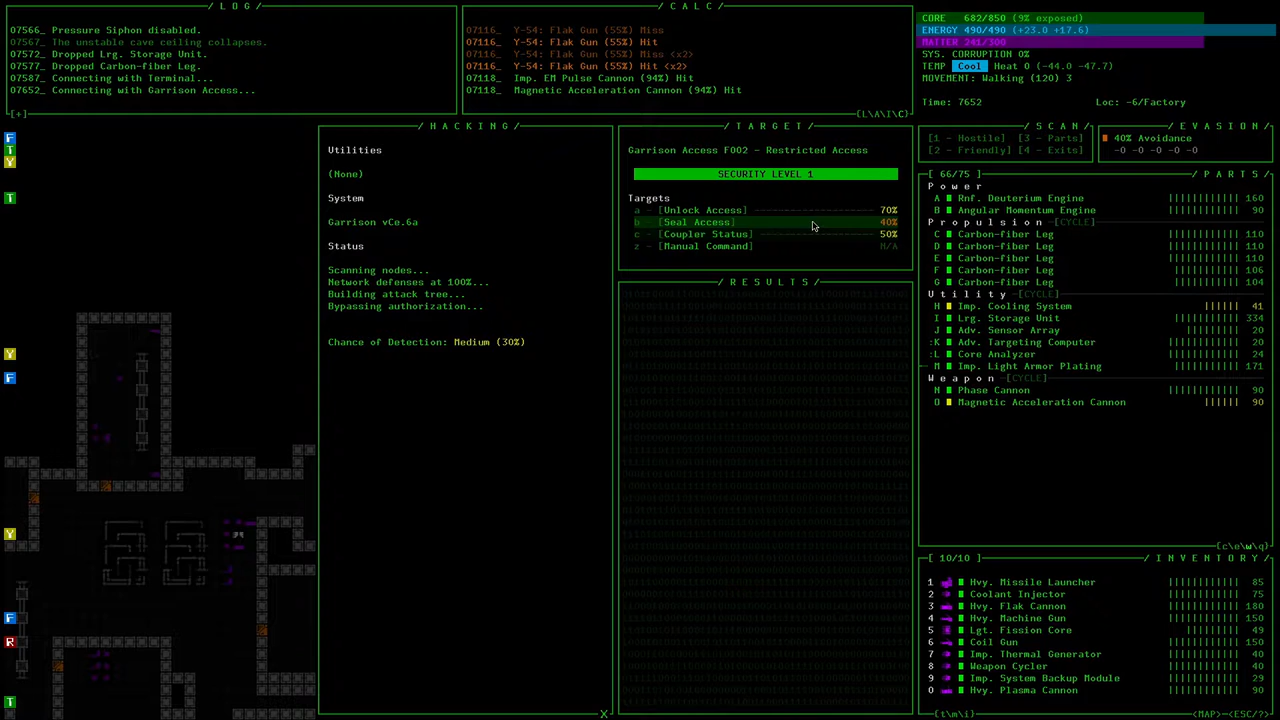 / L O G /
07566_ Pressure Siphon disabled.
07567_ The unstable cave ceiling collapses.
07572_ Dropped Lrg. Storage Unit.
07577_ Dropped Carbon-fiber Leg.
07587_ Connecting with Terminal...
07652_ Connecting with Garrison Access...
[+]
/ C A L C /
07116_ Y-54: Flak Gun (55%) Miss
07116_ Y-54: Flak Gun (55%) Hit
07116_ Y-54: Flak Gun (55%) Miss <x2>
07116_ Y-54: Flak Gun (55%) Hit <x2>
07118_ Imp. EM Pulse Cannon (94%) Hit
07118_ Magnetic Acceleration Cannon (94%) Hit
(L\A\I\C)
CORE 682/850 (9% exposed)
ENERGY 490/490 (+23.0 +17.6)
MATTER 241/300
SYS. CORRUPTION 0%
TEMP Cool Heat 0 (-44.0 -47.7)
MOVEMENT: Walking (120) 3
Time: 7652 Loc: -6/Factory
/ S C A N /
[1 - Hostile] [3 - Parts]
[2 - Friendly] [4 - Exits]
/ E V A S I O N
40% Avoidance
-0 -0 -0 -0 -0
F
T
Y
T
Y
F
Y
F
R
T
/ H A C K I N G /
Utilities
(None)
System
Garrison vCe.6a
Status
Scanning nodes...
Network defenses at 100%...
Building attack tree...
Bypassing authorization...
Chance of Detection: Medium (30%)
X
/ T A R G E T /
Garrison Access F002 - Restricted Access
SECURITY LEVEL 1
Targets
a - [Unlock Access] 70%
b - [Seal Access] 40%
c - [Coupler Status] 50%
z - [Manual Command] N/A
/ R E S U L T S /
[ 66/75 ] / P A R T S /
Power
A Rnf. Deuterium Engine 160
B Angular Momentum Engine 90
Propulsion [CYCLE]
C Carbon-fiber Leg 110
D Carbon-fiber Leg 110
E Carbon-fiber Leg 110
F Carbon-fiber Leg 106
G Carbon-fiber Leg 104
Utility [CYCLE]
H Imp. Cooling System 41
I Lrg. Storage Unit 334
J Adv. Sensor Array 20
:K Adv. Targeting Computer 20
:L Core Analyzer 24
M Imp. Light Armor Plating 171
Weapon [CYCLE]
N Phase Cannon 90
O Magnetic Acceleration Cannon 90
[c\e\w\q]
[ 10/10 ] / I N V E N T O R Y /
1 Hvy. Missile Launcher 85
2 Coolant Injector 75
3 Hvy. Flak Cannon 180
4 Hvy. Machine Gun 150
5 Lgt. Fission Core 49
6 Coil Gun 150
7 Imp. Thermal Generator 40
8 Weapon Cycler 40
9 Imp. System Backup Module 29
0 Hvy. Plasma Cannon 90
[t\m\i] <MAP><ESC/?>